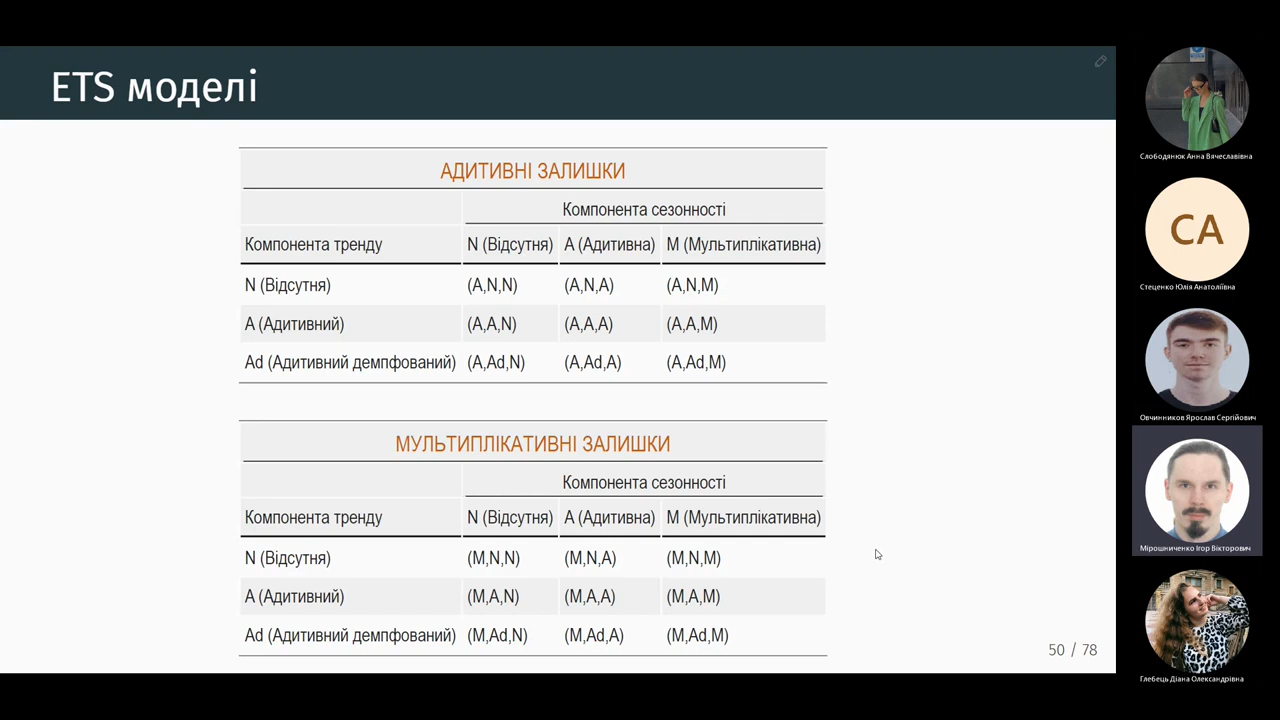 ETS моделі
АДИТИВНІ ЗАЛИШКИ
Компонента сезонності
Компонента тренду N (Відсутня) A (Адитивна) M (Мультиплікативна)
N (Відсутня) (A,N,N) (A,N,A) (A,N,M)
A (Адитивний) (A,A,N) (A,A,A) (A,A,M)
Ad (Адитивний демпфований) (A,Ad,N) (A,Ad,A) (A,Ad,M)
МУЛЬТИПЛІКАТИВНІ ЗАЛИШКИ
Компонента сезонності
Компонента тренду N (Відсутня) A (Адитивна) M (Мультиплікативна)
N (Відсутня) (M,N,N) (M,N,A) (M,N,M)
A (Адитивний) (M,A,N) (M,A,A) (M,A,M)
Ad (Адитивний демпфований) (M,Ad,N) (M,Ad,A) (M,Ad,M)
50 / 78
Слободянюк Анна Вячеславівна
СА
Стеценко Юлія Анатоліївна
Овчинников Ярослав Сергійович
Мірошниченко Ігор Вікторович
Глебець Діана Олександрівна